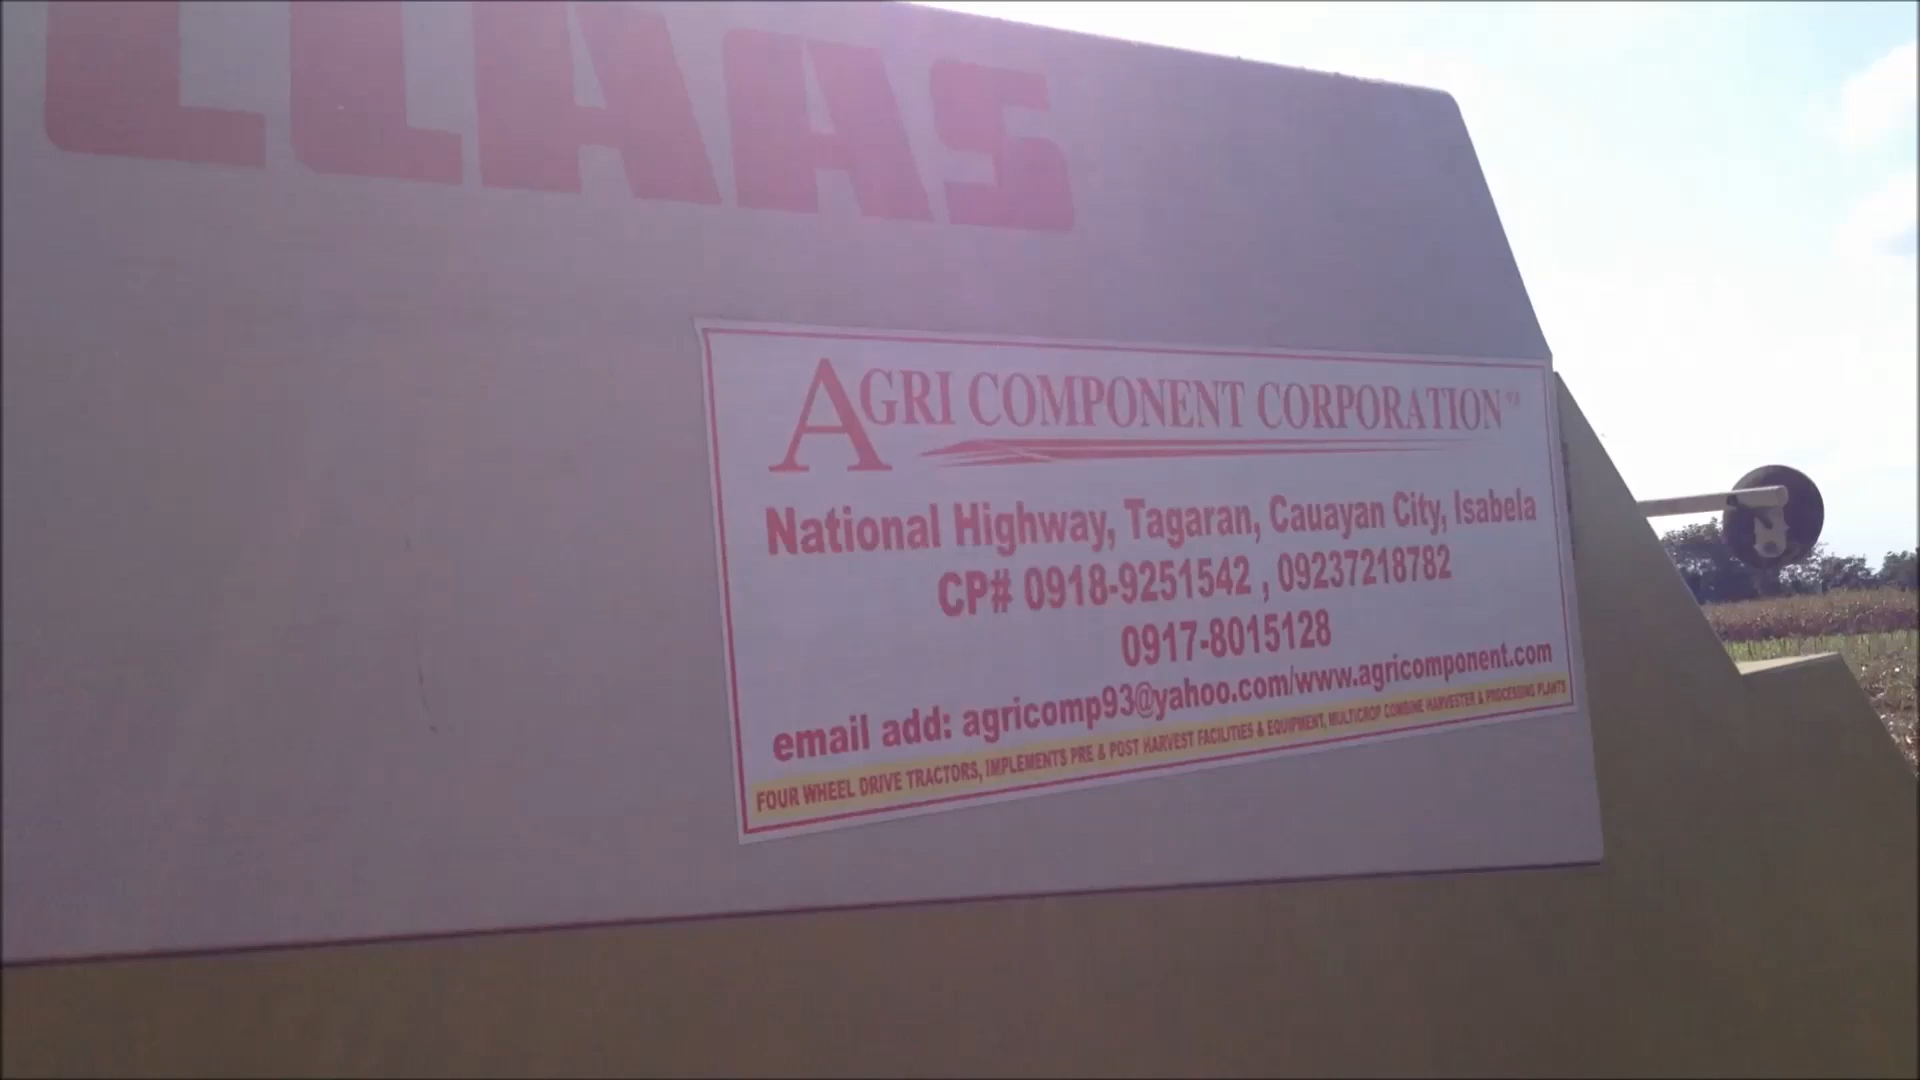 CLAAS
AGRI COMPONENT CORPORATION
National Highway, Tagaran, Cauayan City, Isabela
CP# 0918-9251542 , 09237218782
0917-8015128
email add: agricomp93@yahoo.com/www.agricomponent.com
FOUR WHEEL DRIVE TRACTORS, IMPLEMENTS PRE & POST HARVEST FACILITIES & EQUIPMENT, MULTICROP COMBINE HARVESTER & PROCESSING PLANTS